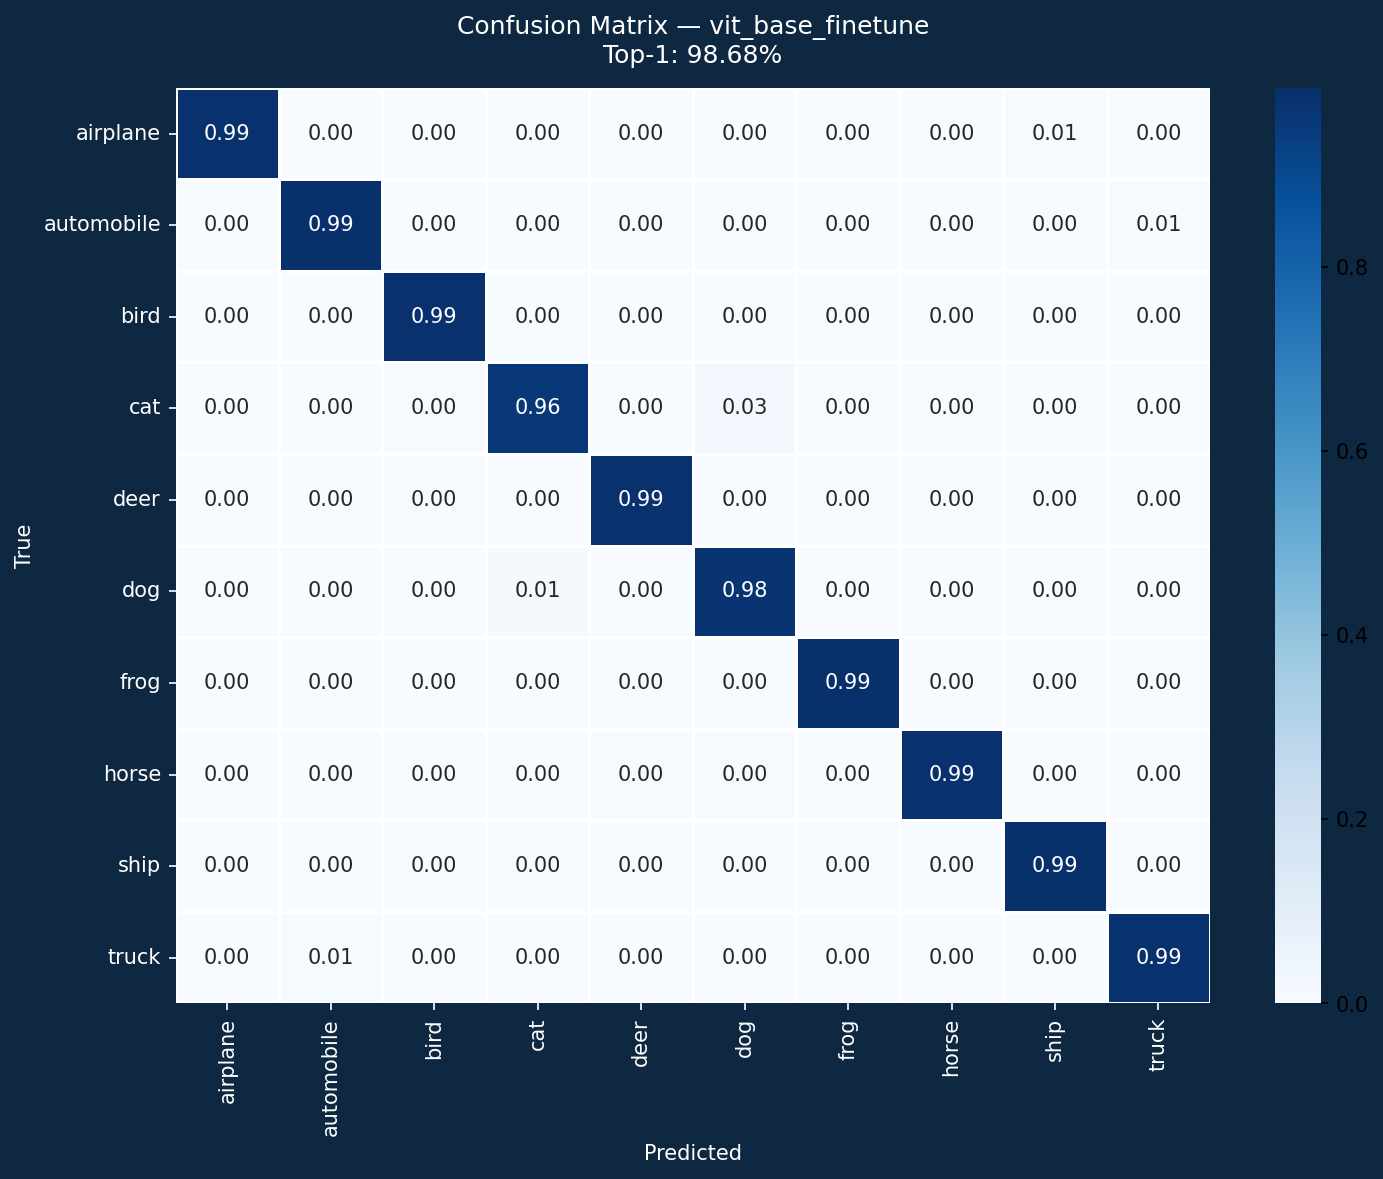 Confusion Matrix — vit_base_finetune
Top-1: 98.68%
airplane 0.99 0.00 0.00 0.00 0.00 0.00 0.00 0.00 0.01 0.00
automobile 0.00 0.99 0.00 0.00 0.00 0.00 0.00 0.00 0.00 0.01
bird 0.00 0.00 0.99 0.00 0.00 0.00 0.00 0.00 0.00 0.00
cat 0.00 0.00 0.00 0.96 0.00 0.03 0.00 0.00 0.00 0.00
deer 0.00 0.00 0.00 0.00 0.99 0.00 0.00 0.00 0.00 0.00
dog 0.00 0.00 0.00 0.01 0.00 0.98 0.00 0.00 0.00 0.00
frog 0.00 0.00 0.00 0.00 0.00 0.00 0.99 0.00 0.00 0.00
horse 0.00 0.00 0.00 0.00 0.00 0.00 0.00 0.99 0.00 0.00
ship 0.00 0.00 0.00 0.00 0.00 0.00 0.00 0.00 0.99 0.00
truck 0.00 0.01 0.00 0.00 0.00 0.00 0.00 0.00 0.00 0.99
True
airplane automobile bird cat deer dog frog horse ship truck
Predicted
0.8
0.6
0.4
0.2
0.0